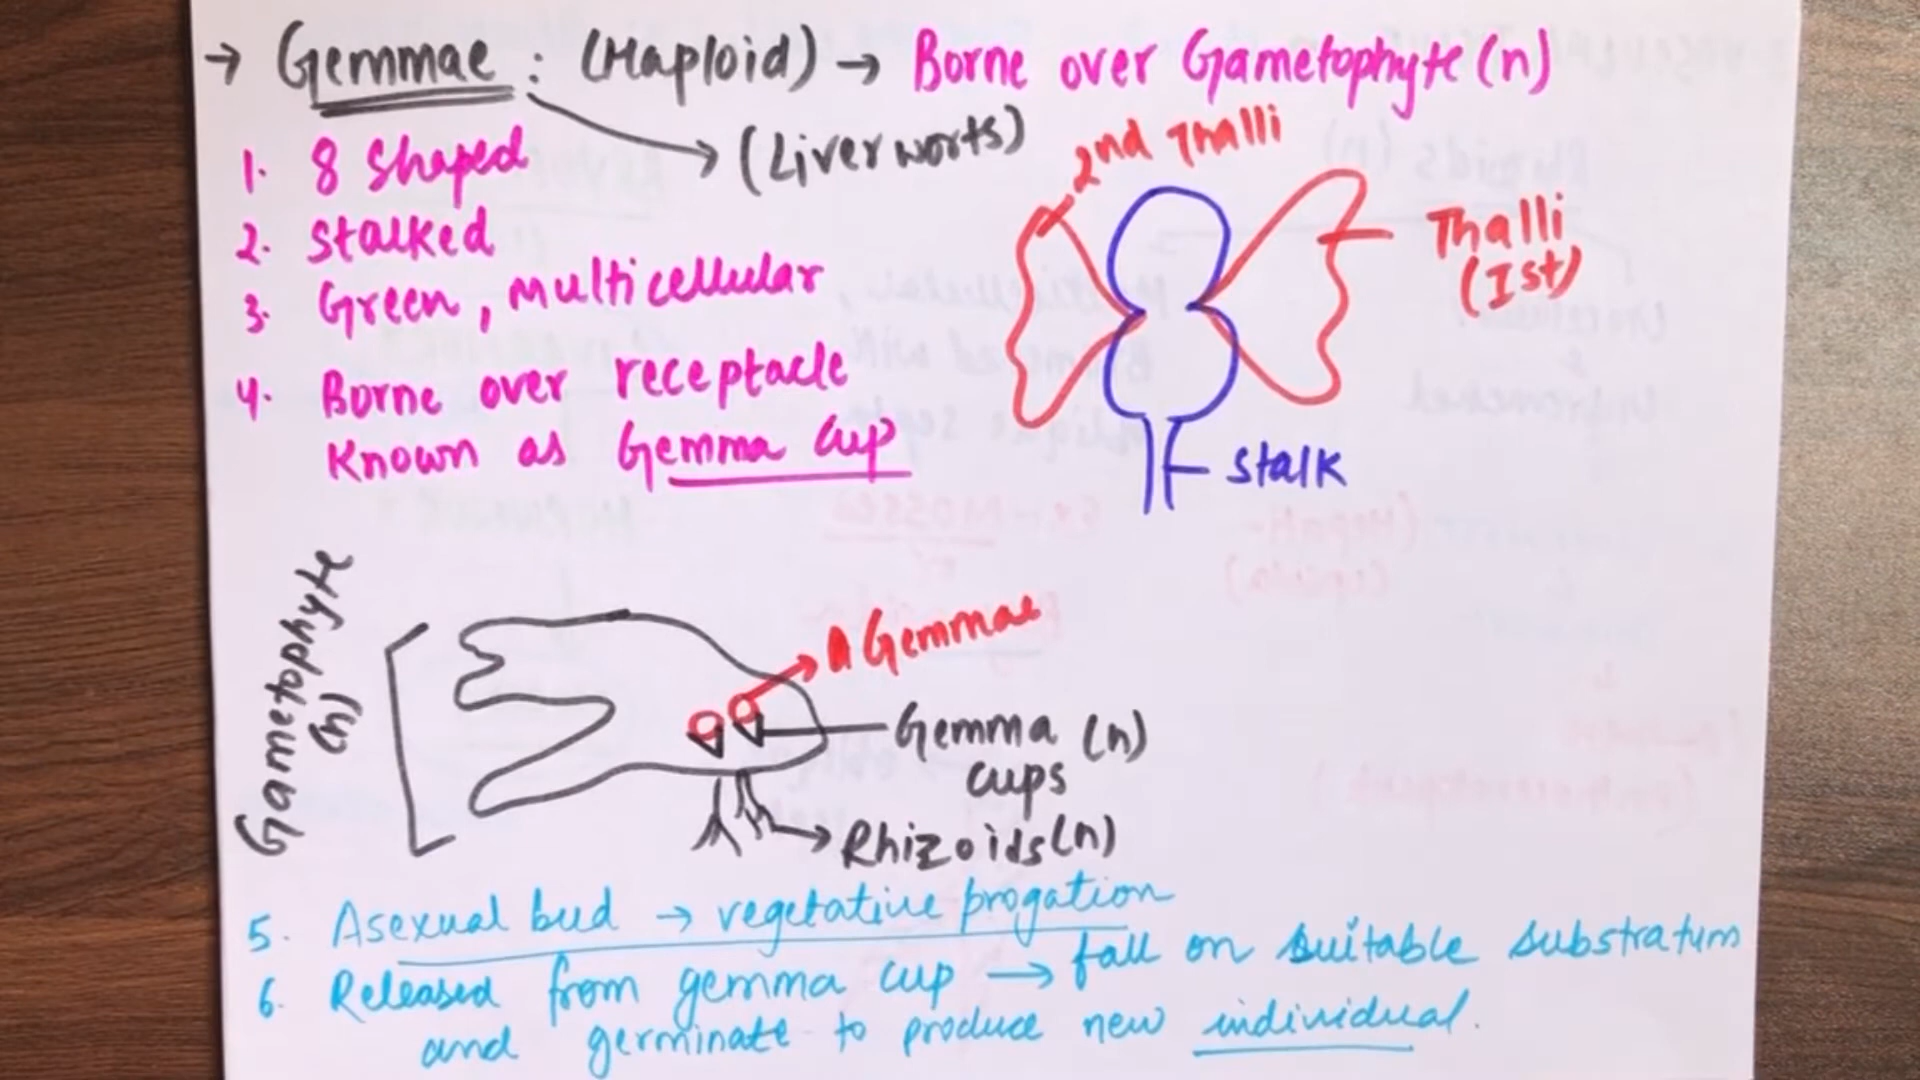 → Gemmae : (Haploid) → Borne over Gametophyte (n)
→ (Liverworts)
1. 8 Shaped
2. Stalked
3. Green, multicellular
4. Borne over receptacle
known as Gemma cup
2nd Thalli
Thalli
(Ist)
Stalk
Gametophyte
(n)
Gemmae
Gemma (n)
cups
Rhizoids (n)
5. Asexual bud → vegetative progation
6. Released from gemma cup → fall on suitable substratum
and germinate to produce new individual.